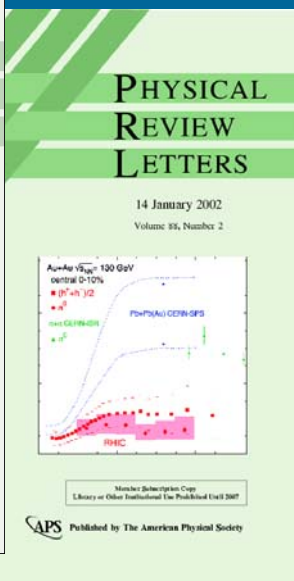 PHYSICAL
REVIEW
LETTERS
14 January 2002
Volume 88, Number 2
Au+Au √sNN = 130 GeV
central 0-10%
(h⁺+h⁻)/2
π⁰
Pb+Pb(Au) CERN-SPS
α+α CERN-ISR
π⁰
RHIC
Member Subscription Copy
Library or Other Institutional Use Prohibited Until 2007
APS Published by The American Physical Society